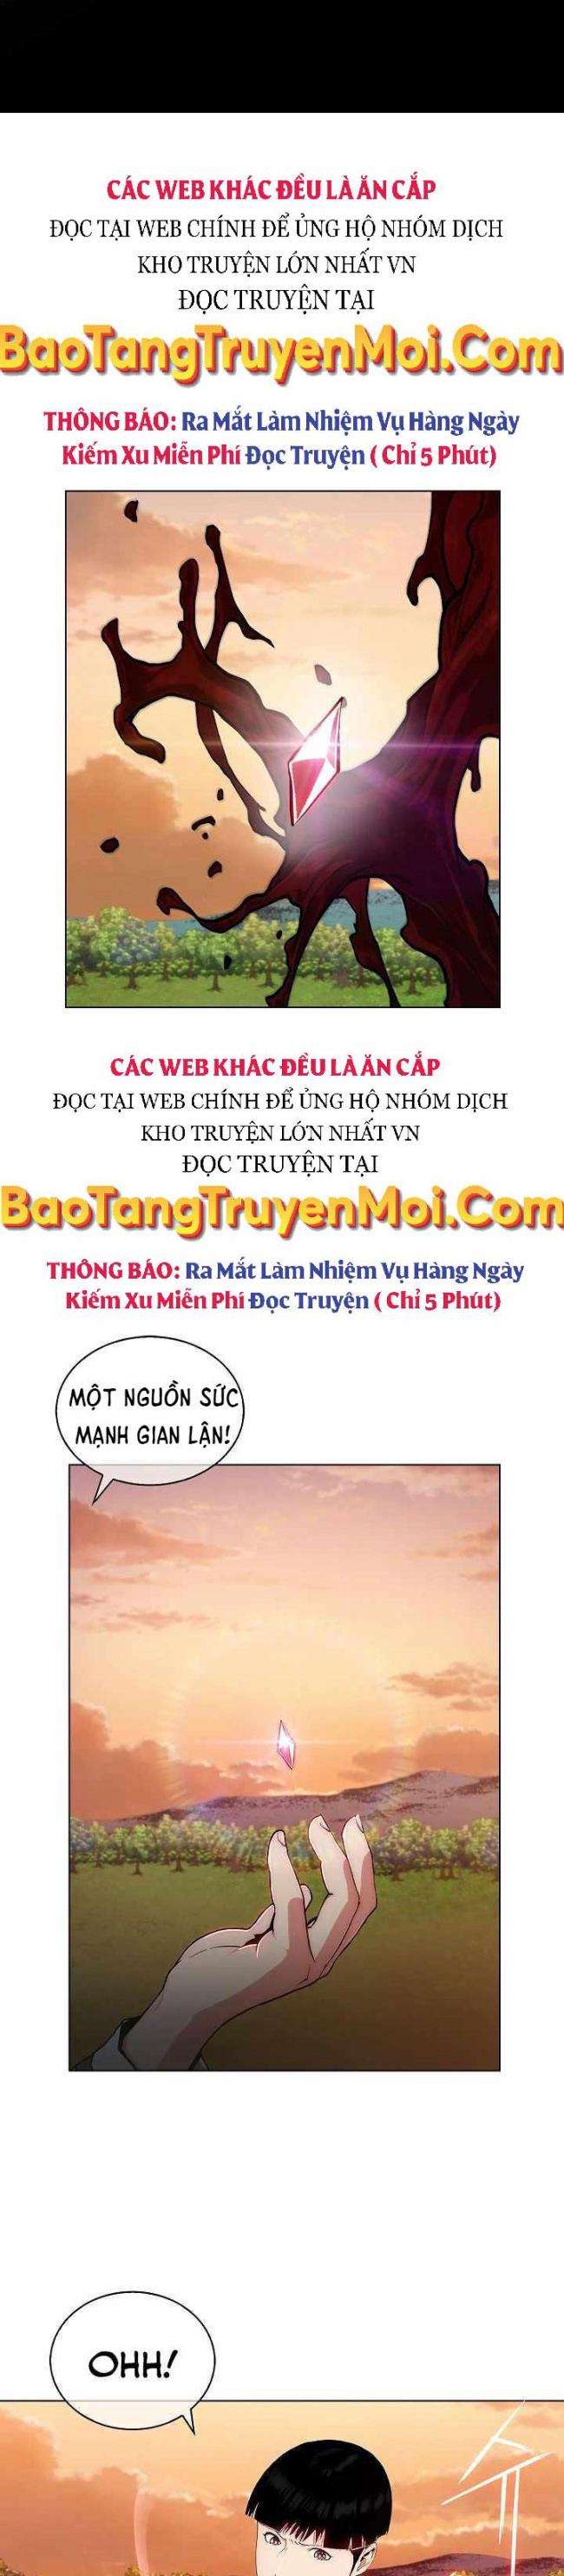 CÁC WEB KHÁC ĐỀU LÀ ĂN CẮP
ĐỌC TẠI WEB CHÍNH ĐỂ ỦNG HỘ NHÓM DỊCH
KHO TRUYỆN LỚN NHẤT VN
ĐỌC TRUYỆN TẠI
BaoTangTruyenMoi.Com
THÔNG BÁO: Ra Mắt Làm Nhiệm Vụ Hàng Ngày
Kiếm Xu Miễn Phí Đọc Truyện ( Chỉ 5 Phút)
CÁC WEB KHÁC ĐỀU LÀ ĂN CẮP
ĐỌC TẠI WEB CHÍNH ĐỂ ỦNG HỘ NHÓM DỊCH
KHO TRUYỆN LỚN NHẤT VN
ĐỌC TRUYỆN TẠI
BaoTangTruyenMoi.Com
THÔNG BÁO: Ra Mắt Làm Nhiệm Vụ Hàng Ngày
Kiếm Xu Miễn Phí Đọc Truyện ( Chỉ 5 Phút)
MỘT NGUỒN SỨC
MẠNH GIAN LẬN!
OHH!